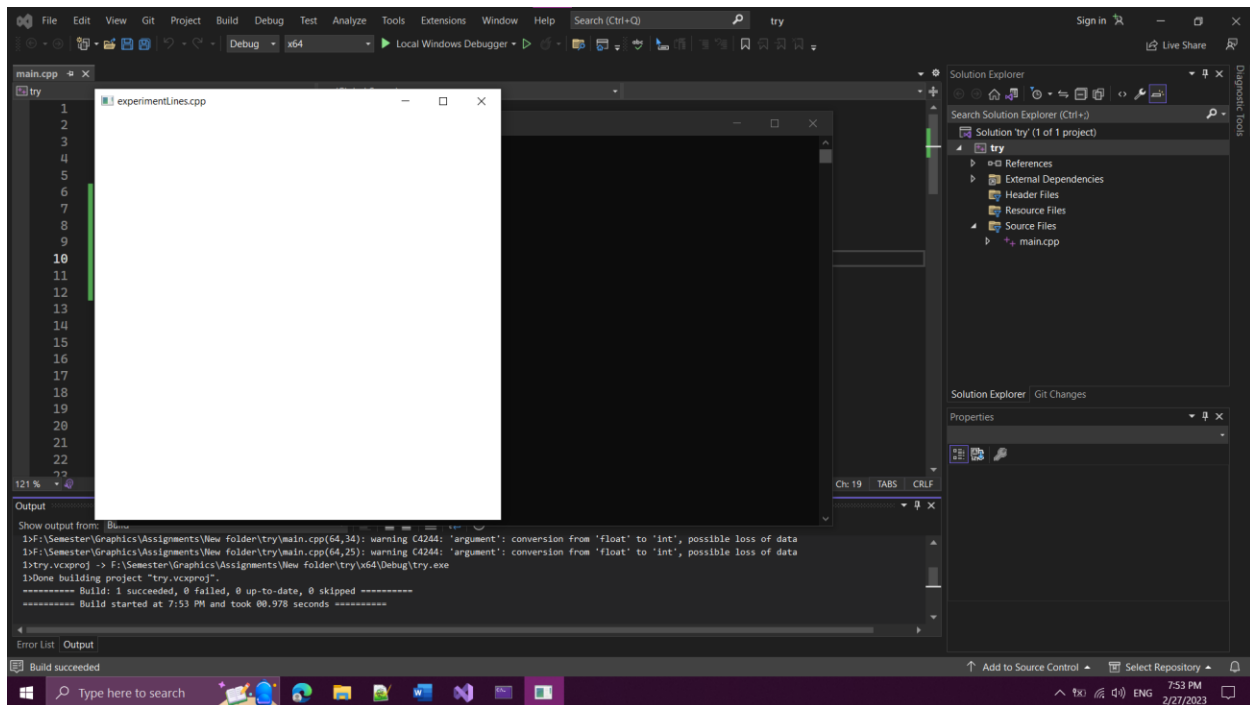 File Edit View Git Project Build Debug Test Analyze Tools Extensions Window Help Search (Ctrl+Q) try Sign in
Debug x64 Local Windows Debugger Live Share
main.cpp
try
experimentLines.cpp
1
2
3
4
5
6
7
8
9
10
11
12
13
14
15
16
17
18
19
20
21
22
23
121 % Ch: 19 TABS CRLF
Solution Explorer
Search Solution Explorer (Ctrl+;)
Solution 'try' (1 of 1 project)
try
References
External Dependencies
Header Files
Resource Files
Source Files
main.cpp
Solution Explorer Git Changes
Properties
Diagnostic Tools
Output
Show output from: Build
1>F:\Semester\Graphics\Assignments\New folder\try\main.cpp(64,34): warning C4244: 'argument': conversion from 'float' to 'int', possible loss of data
1>F:\Semester\Graphics\Assignments\New folder\try\main.cpp(64,25): warning C4244: 'argument': conversion from 'float' to 'int', possible loss of data
1>try.vcxproj -> F:\Semester\Graphics\Assignments\New folder\try\x64\Debug\try.exe
1>Done building project "try.vcxproj".
========== Build: 1 succeeded, 0 failed, 0 up-to-date, 0 skipped ==========
========== Build started at 7:53 PM and took 00.978 seconds ==========
Error List Output
Build succeeded Add to Source Control Select Repository
Type here to search ENG 7:53 PM
2/27/2023